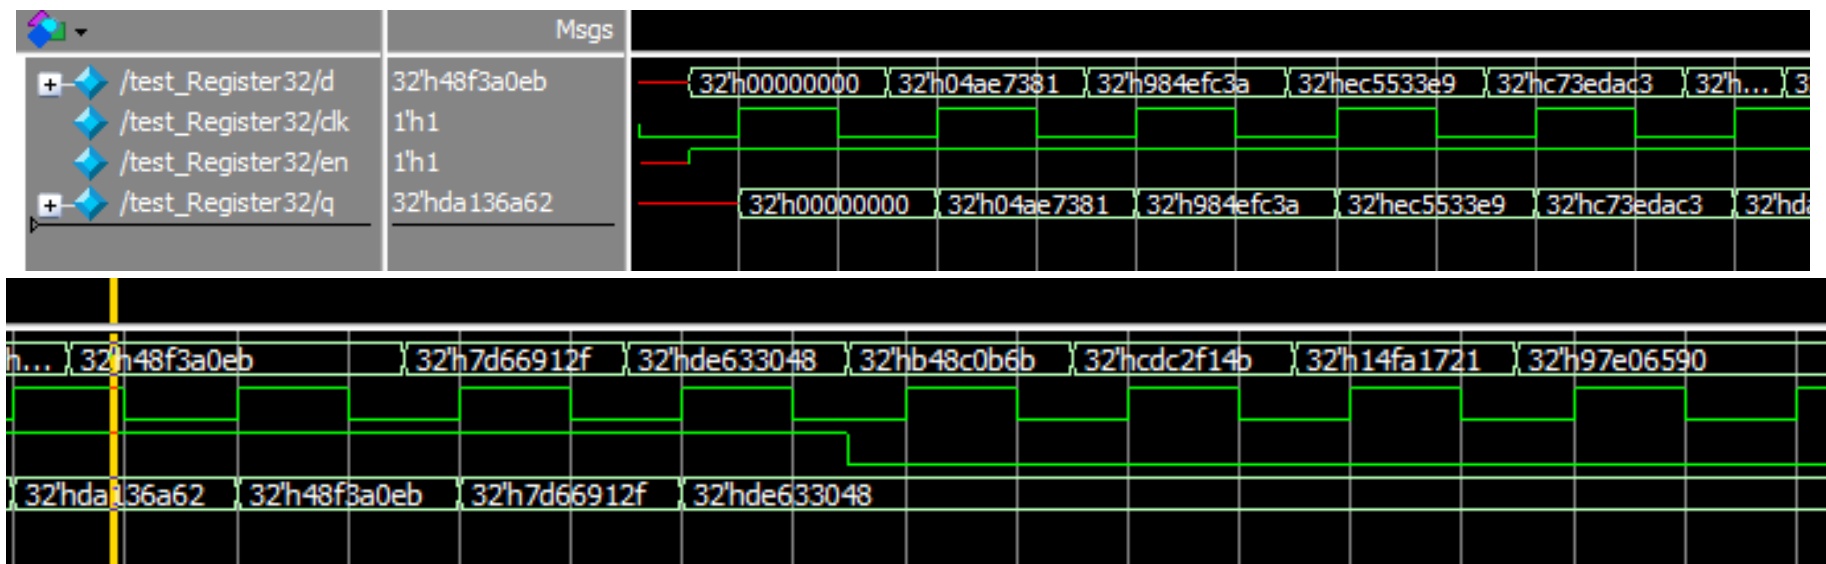 Msgs
/test_Register32/d 32'h48f3a0eb 32'h00000000 32'h04ae7381 32'h984efc3a 32'hec5533e9 32'hc73edac3 32'h... 3
/test_Register32/clk 1'h1
/test_Register32/en 1'h1
/test_Register32/q 32'hda136a62 32'h00000000 32'h04ae7381 32'h984efc3a 32'hec5533e9 32'hc73edac3 32'hda
h... 32'h48f3a0eb 32'h7d66912f 32'hde633048 32'hb48c0b6b 32'hcdc2f14b 32'h14fa1721 32'h97e06590
32'hda136a62 32'h48f3a0eb 32'h7d66912f 32'hde633048